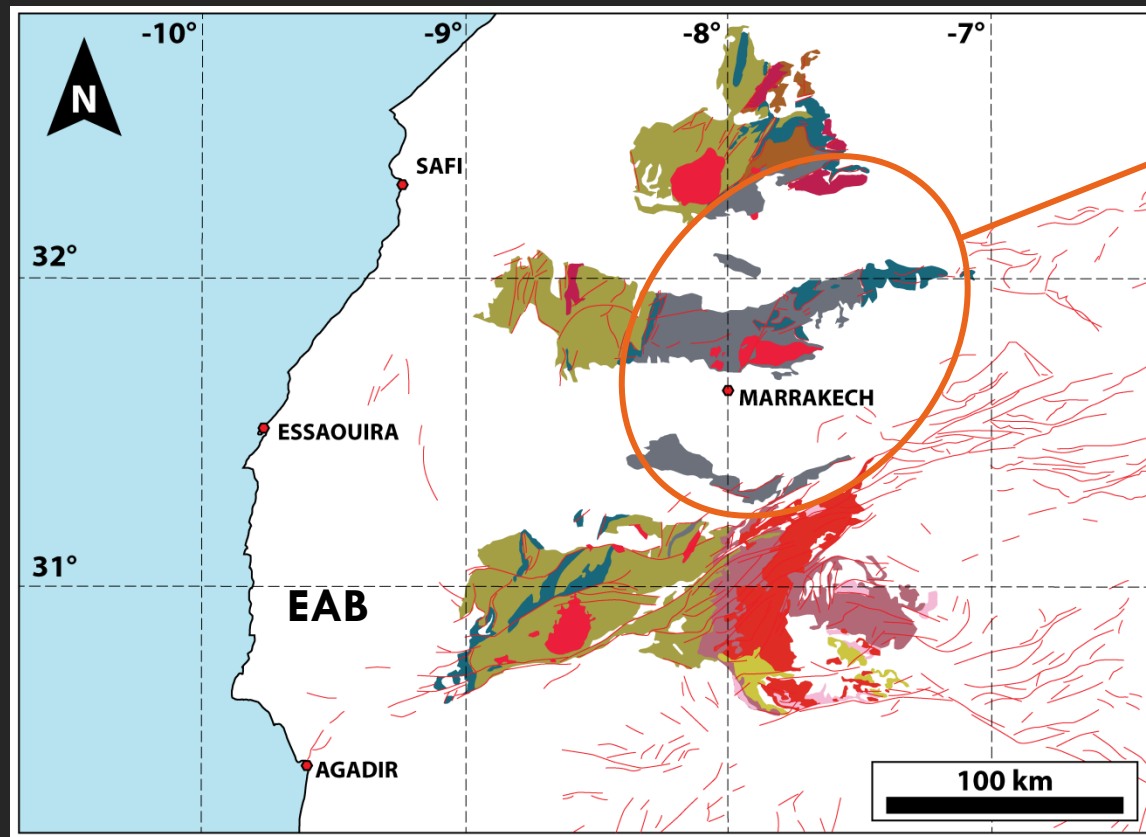 -10°
-9°
-8°
-7°
N
SAFI
32°
MARRAKECH
ESSAOUIRA
31°
EAB
AGADIR
100 km